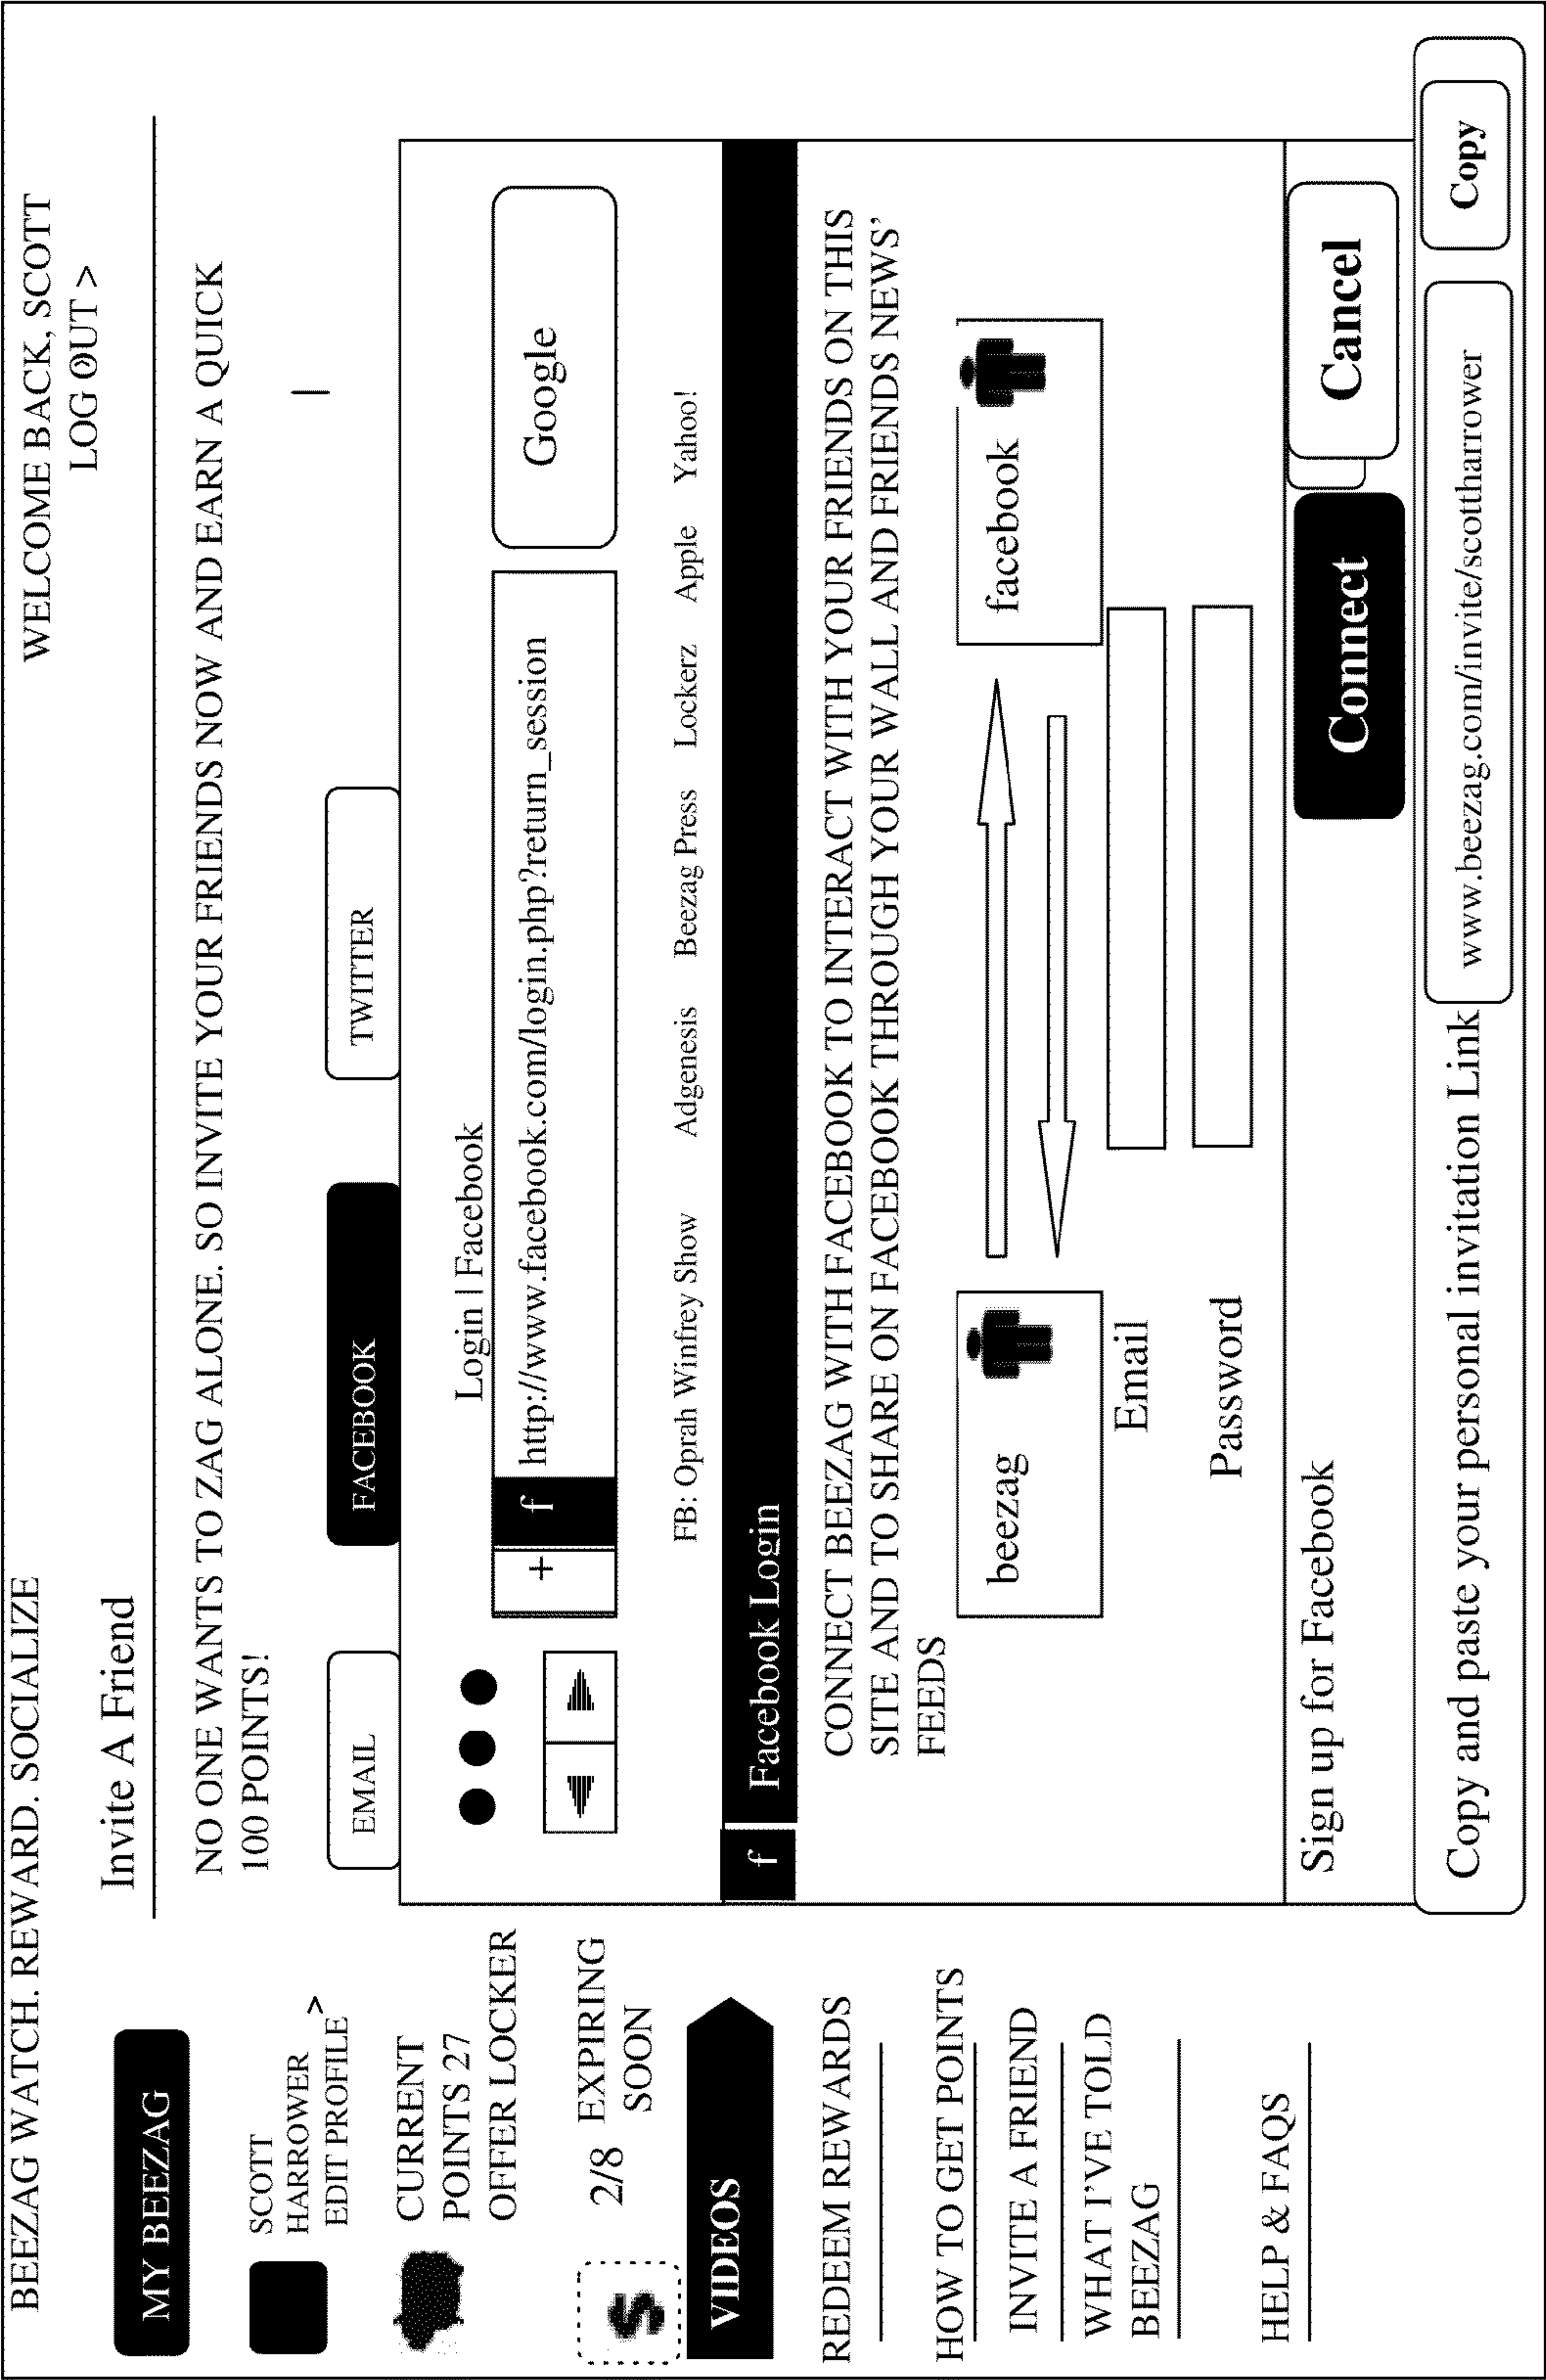 BEEZAG WATCH. REWARD. SOCIALIZE
WELCOME BACK, SCOTT
LOG OUT >
MY BEEZAG
SCOTT
HARROWER
EDIT PROFILE >
CURRENT
POINTS 27
OFFER LOCKER
$
2/8 EXPIRING
SOON
VIDEOS
REDEEM REWARDS
HOW TO GET POINTS
INVITE A FRIEND
WHAT I'VE TOLD
BEEZAG
HELP & FAQS
Invite A Friend
NO ONE WANTS TO ZAG ALONE. SO INVITE YOUR FRIENDS NOW AND EARN A QUICK
100 POINTS!
EMAIL
FACEBOOK
TWITTER
Login | Facebook
+ f http://www.facebook.com/login.php?return_session
Google
FB: Oprah Winfrey Show Adgenesis Beezag Press Lockerz Apple Yahoo!
f Facebook Login
CONNECT BEEZAG WITH FACEBOOK TO INTERACT WITH YOUR FRIENDS ON THIS
SITE AND TO SHARE ON FACEBOOK THROUGH YOUR WALL AND FRIENDS NEWS'
FEEDS
beezag
facebook
Email
Password
Sign up for Facebook
Connect
Cancel
Copy and paste your personal invitation Link
www.beezag.com/invite/scottharrower
Copy